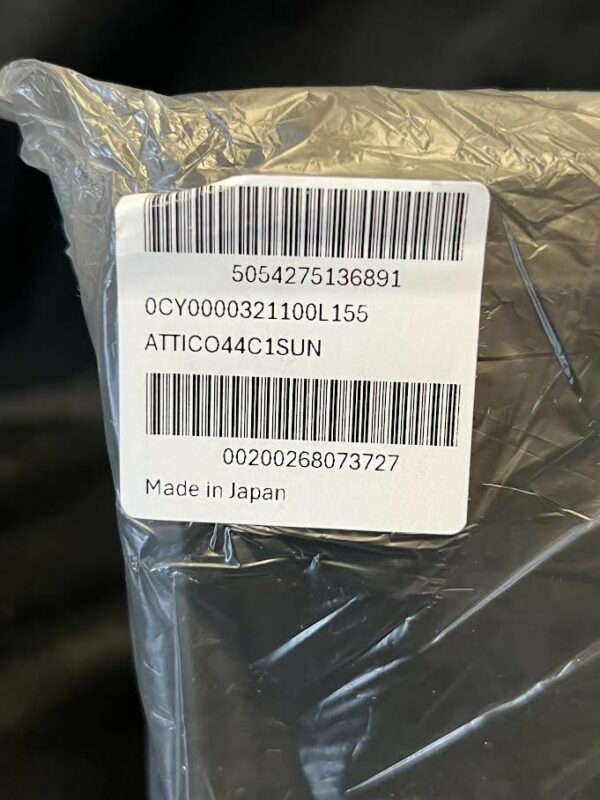 5054275136891
0CY0000321100L155
ATTICO44C1SUN
00200268073727
Made in Japan